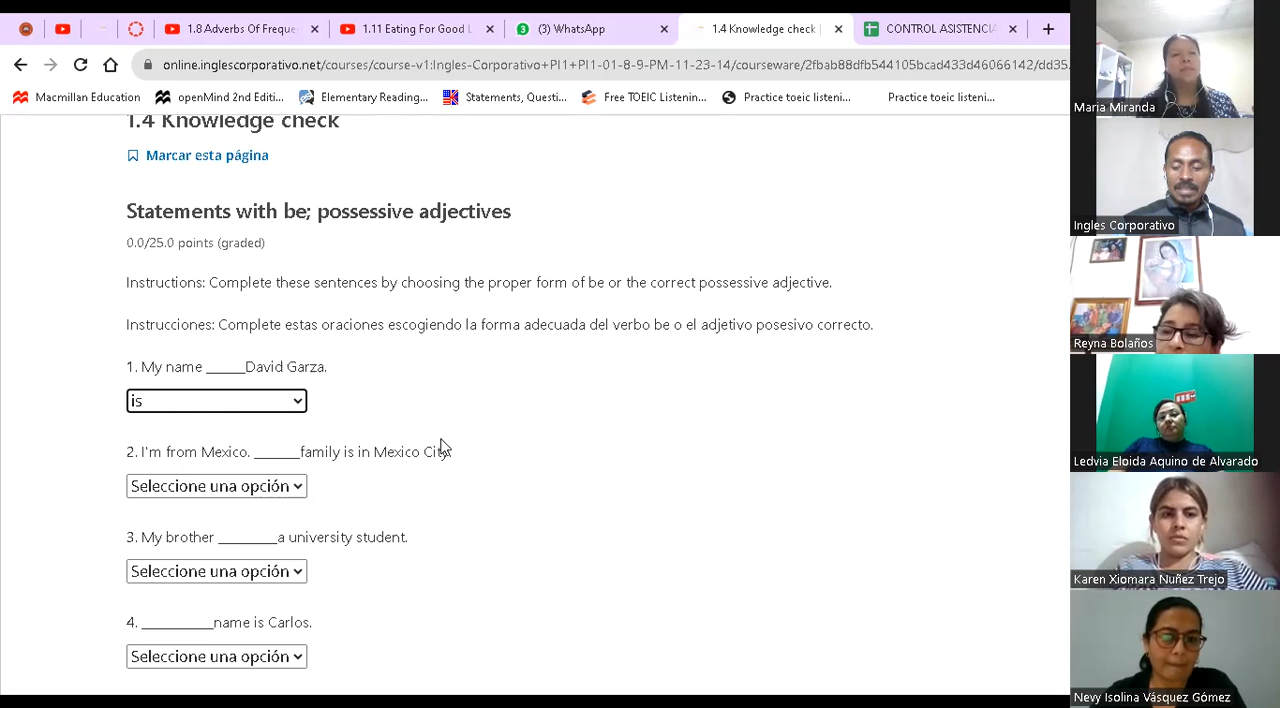 1.8 Adverbs Of Freque
1.11 Eating For Good L
(3) WhatsApp
1.4 Knowledge check |
CONTROL ASISTENCIA
online.inglescorporativo.net/courses/course-v1:Ingles-Corporativo+PI1+PI1-01-8-9-PM-11-23-14/courseware/2fbab88dfb544105bcad433d46066142/dd35.
Macmillan Education
openMind 2nd Editi...
Elementary Reading...
Statements, Questi...
Free TOEIC Listenin...
Practice toeic listeni...
Practice toeic listeni...
1.4 Knowledge check
Marcar esta página
Statements with be; possessive adjectives
0.0/25.0 points (graded)
Instructions: Complete these sentences by choosing the proper form of be or the correct possessive adjective.
Instrucciones: Complete estas oraciones escogiendo la forma adecuada del verbo be o el adjetivo posesivo correcto.
1. My name ______David Garza.
is
2. I'm from Mexico. _______family is in Mexico City.
Seleccione una opción
3. My brother _________a university student.
Seleccione una opción
4. ___________name is Carlos.
Seleccione una opción
Maria Miranda
Ingles Corporativo
Reyna Bolaños
Ledvia Eloida Aquino de Alvarado
Karen Xiomara Nuñez Trejo
Nevy Isolina Vásquez Gómez